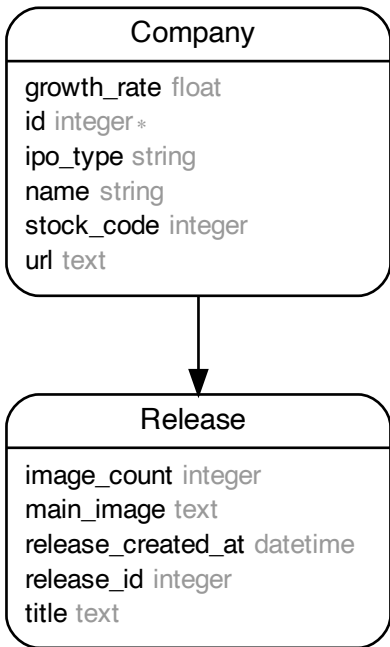 Company
growth_rate float
id integer *
ipo_type string
name string
stock_code integer
url text
Release
image_count integer
main_image text
release_created_at datetime
release_id integer
title text